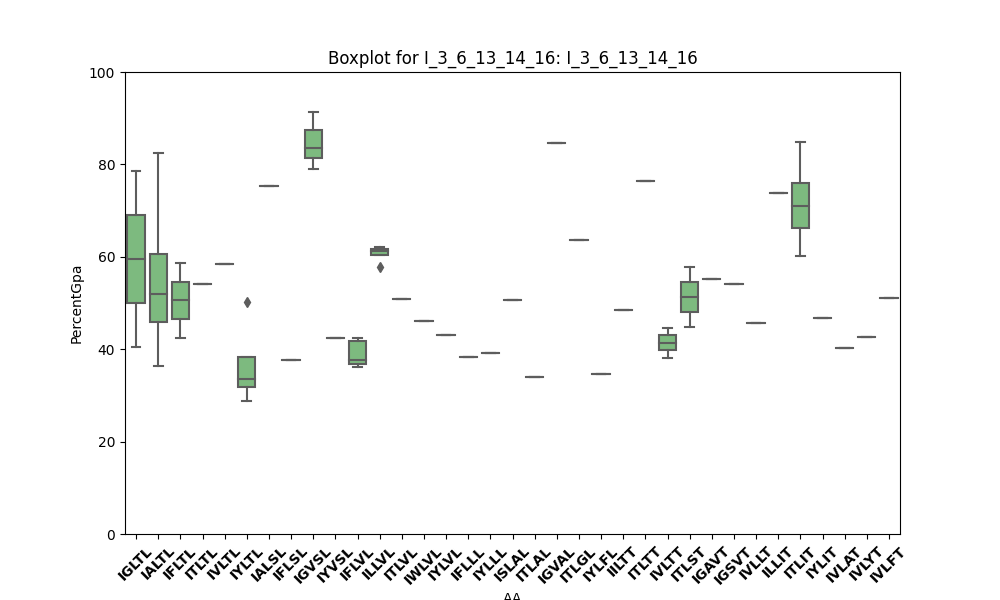 Boxplot for I_3_6_13_14_16: I_3_6_13_14_16
100
80
60
40
20
0
PercentGpa
IGLTL IALTL IFLTL ITLTL IVLTL IYLTL IALSL IFLSL IGVSL IYVSL IFLVL ILLVL ITLVL IWLVL IYLVL IFLLL IYLLL ISLAL ITLAL IGVAL ITLGL IYLFL IILTT ITLTT IVLTT ITLST IGAVT IGSVT IVLLT ILLIT ITLIT IYLIT IVLAT IVLYT IVLFT
AA